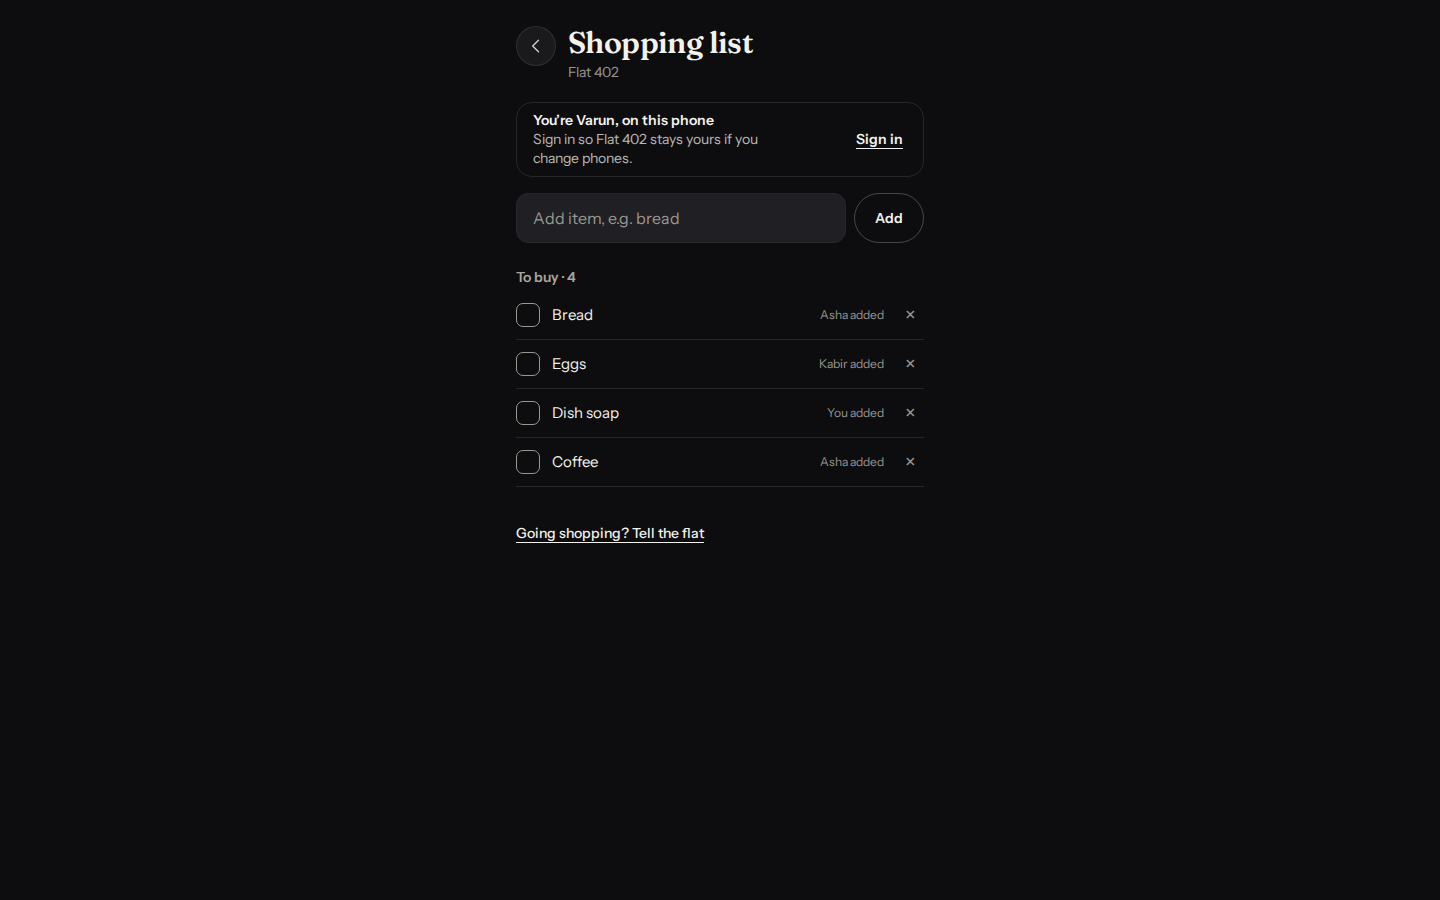 Shopping list
Flat 402
You're Varun, on this phone
Sign in so Flat 402 stays yours if you
change phones.
Sign in
Add item, e.g. bread
Add
To buy · 4
Bread
Asha added
×
Eggs
Kabir added
×
Dish soap
You added
×
Coffee
Asha added
×
Going shopping? Tell the flat